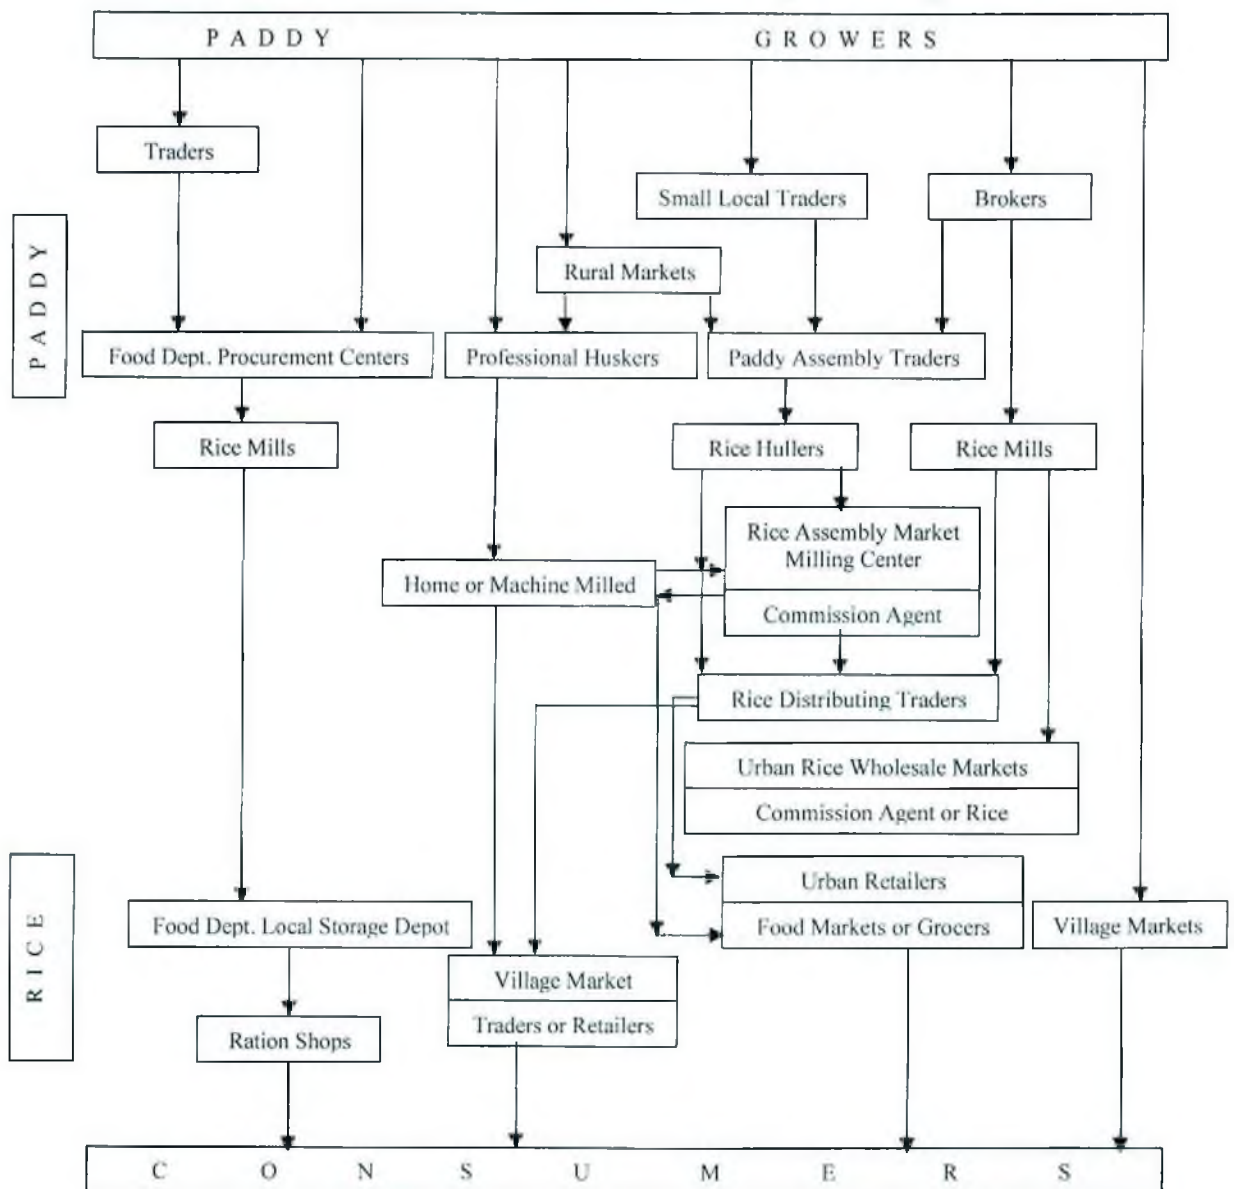 PADDY GROWERS
Traders
Small Local Traders
Brokers
PADDY
Rural Markets
Food Dept. Procurement Centers
Professional Huskers
Paddy Assembly Traders
Rice Mills
Rice Hullers
Rice Mills
Rice Assembly Market
Milling Center
Home or Machine Milled
Commission Agent
Rice Distributing Traders
Urban Rice Wholesale Markets
Commission Agent or Rice
Urban Retailers
RICE
Food Dept. Local Storage Depot
Food Markets or Grocers
Village Markets
Village Market
Traders or Retailers
Ration Shops
CONSUMERS